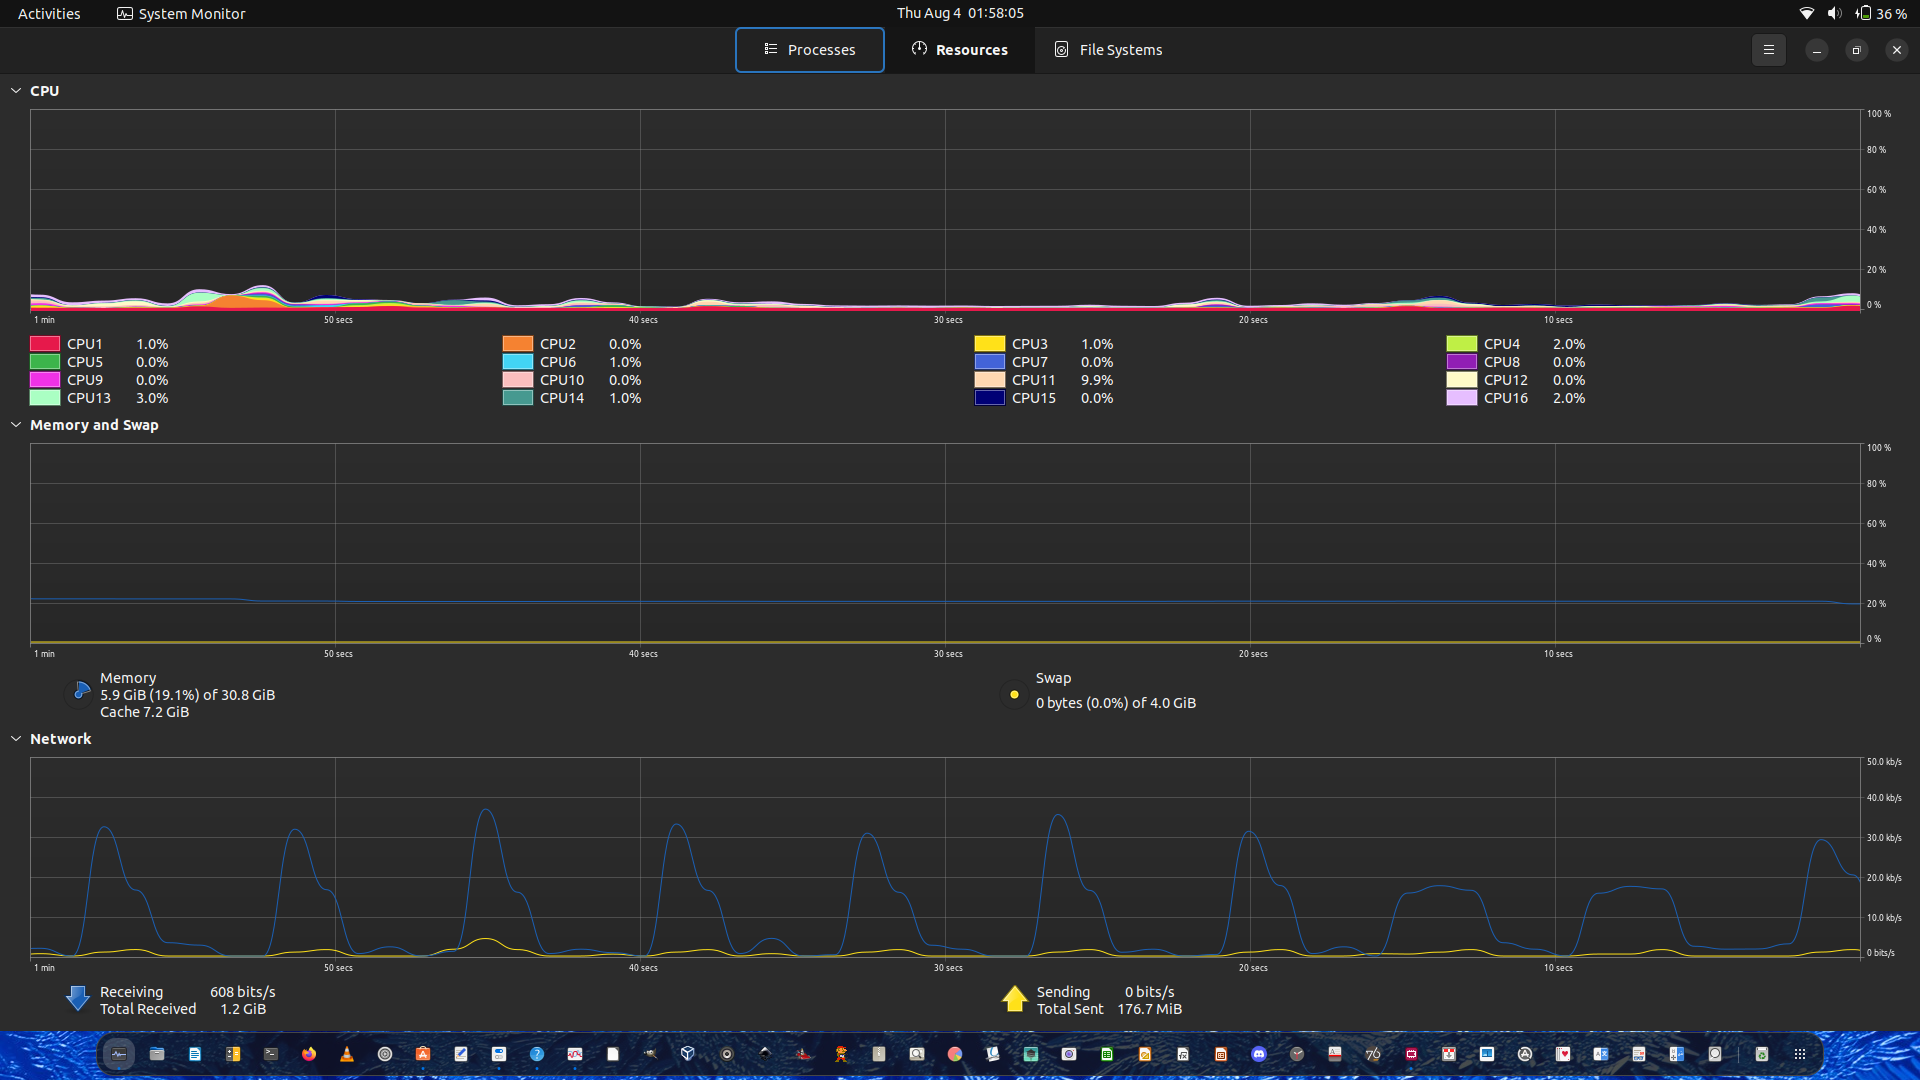 Activities System Monitor Thu Aug 4 01:58:05 36 %
Processes Resources File Systems
CPU
100 %
80 %
60 %
40 %
20 %
0 %
1 min 50 secs 40 secs 30 secs 20 secs 10 secs
CPU1 1.0% CPU2 0.0% CPU3 1.0% CPU4 2.0%
CPU5 0.0% CPU6 1.0% CPU7 0.0% CPU8 0.0%
CPU9 0.0% CPU10 0.0% CPU11 9.9% CPU12 0.0%
CPU13 3.0% CPU14 1.0% CPU15 0.0% CPU16 2.0%
Memory and Swap
100 %
80 %
60 %
40 %
20 %
0 %
1 min 50 secs 40 secs 30 secs 20 secs 10 secs
Memory
5.9 GiB (19.1%) of 30.8 GiB
Cache 7.2 GiB
Swap
0 bytes (0.0%) of 4.0 GiB
Network
50.0 kb/s
40.0 kb/s
30.0 kb/s
20.0 kb/s
10.0 kb/s
0 bits/s
1 min 50 secs 40 secs 30 secs 20 secs 10 secs
Receiving 608 bits/s
Total Received 1.2 GiB
Sending 0 bits/s
Total Sent 176.7 MiB